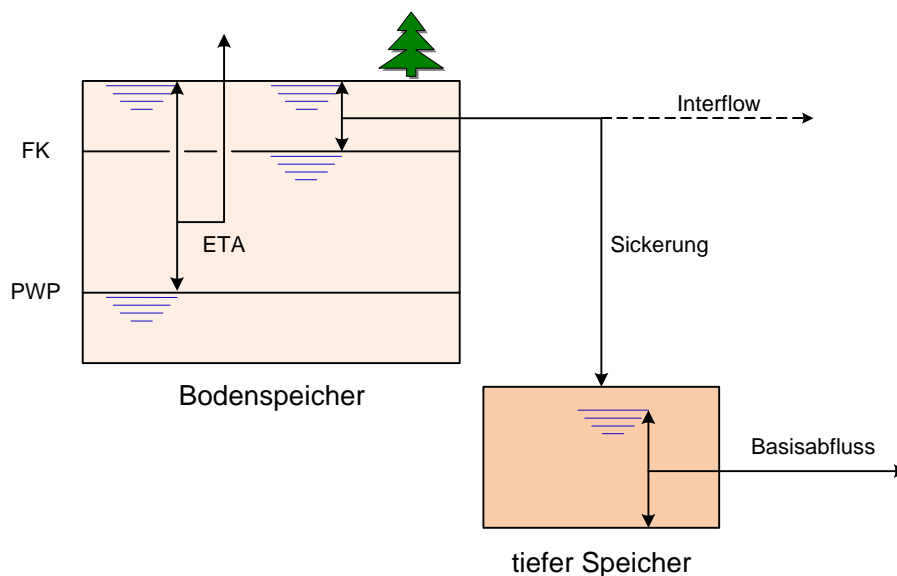 Interflow
FK
ETA
Sickerung
PWP
Bodenspeicher
Basisabfluss
tiefer Speicher